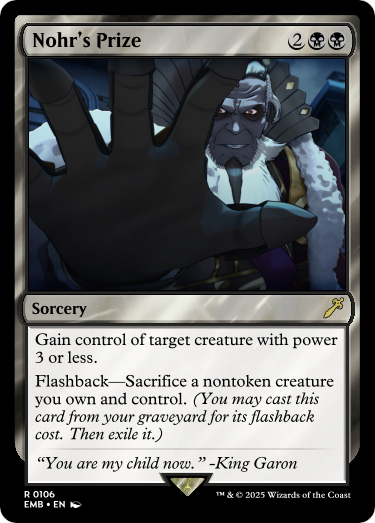 Nohr's Prize 2
Sorcery
Gain control of target creature with power
3 or less.
Flashback—Sacrifice a nontoken creature
you own and control. (You may cast this
card from your graveyard for its flashback
cost. Then exile it.)
“You are my child now.” -King Garon
R 0106
EMB • EN
™ & © 2025 Wizards of the Coast